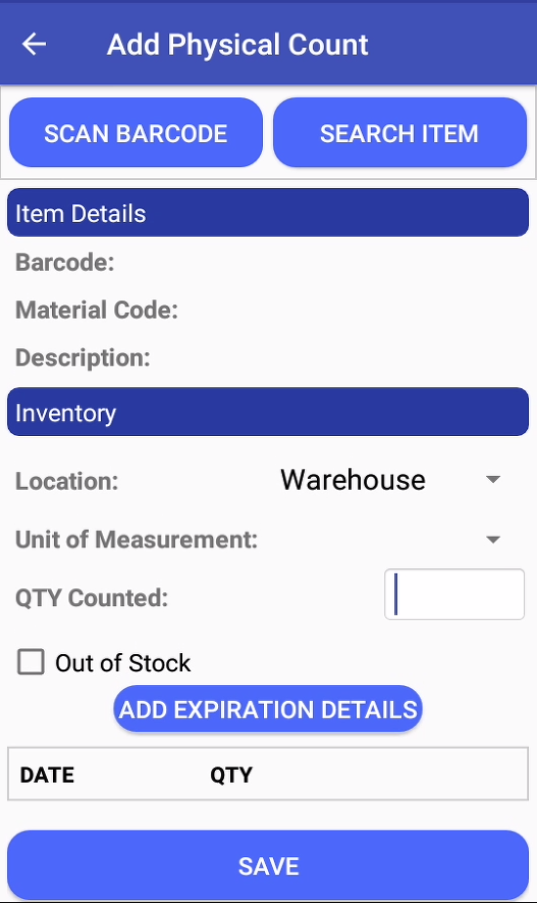 Add Physical Count
SCAN BARCODE SEARCH ITEM
Item Details
Barcode:
Material Code:
Description:
Inventory
Location: Warehouse
Unit of Measurement:
QTY Counted:
Out of Stock
ADD EXPIRATION DETAILS
DATE QTY
SAVE